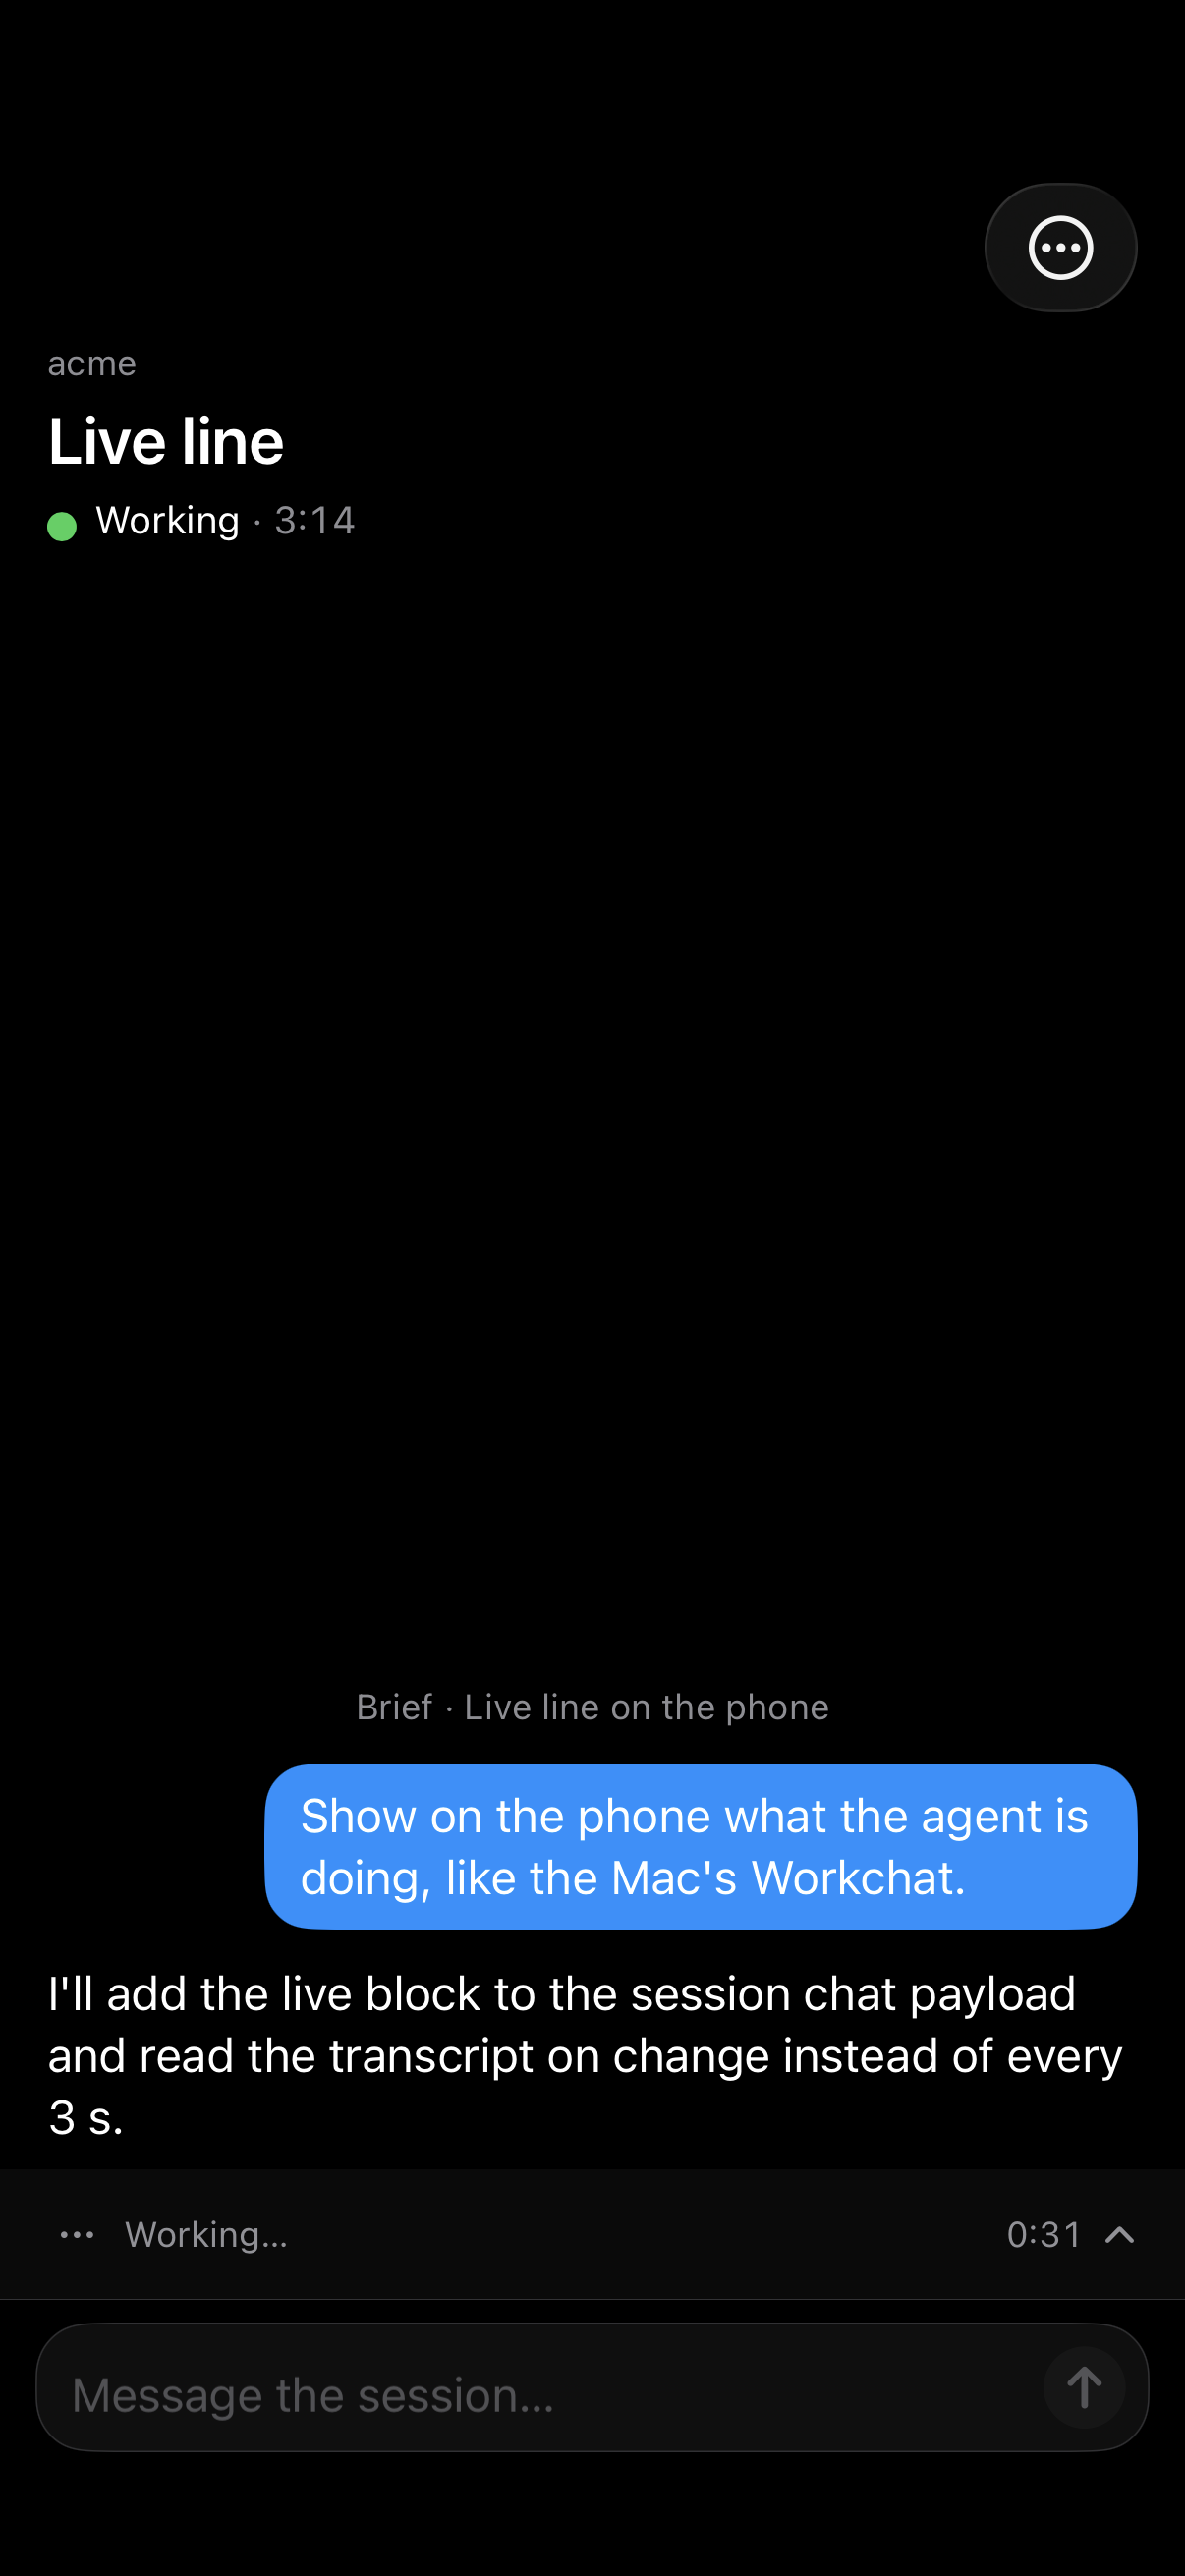 acme
Live line
Working · 3:14
Brief · Live line on the phone
Show on the phone what the agent is
doing, like the Mac's Workchat.
I'll add the live block to the session chat payload
and read the transcript on change instead of every
3 s.
Working... 0:31
Message the session...